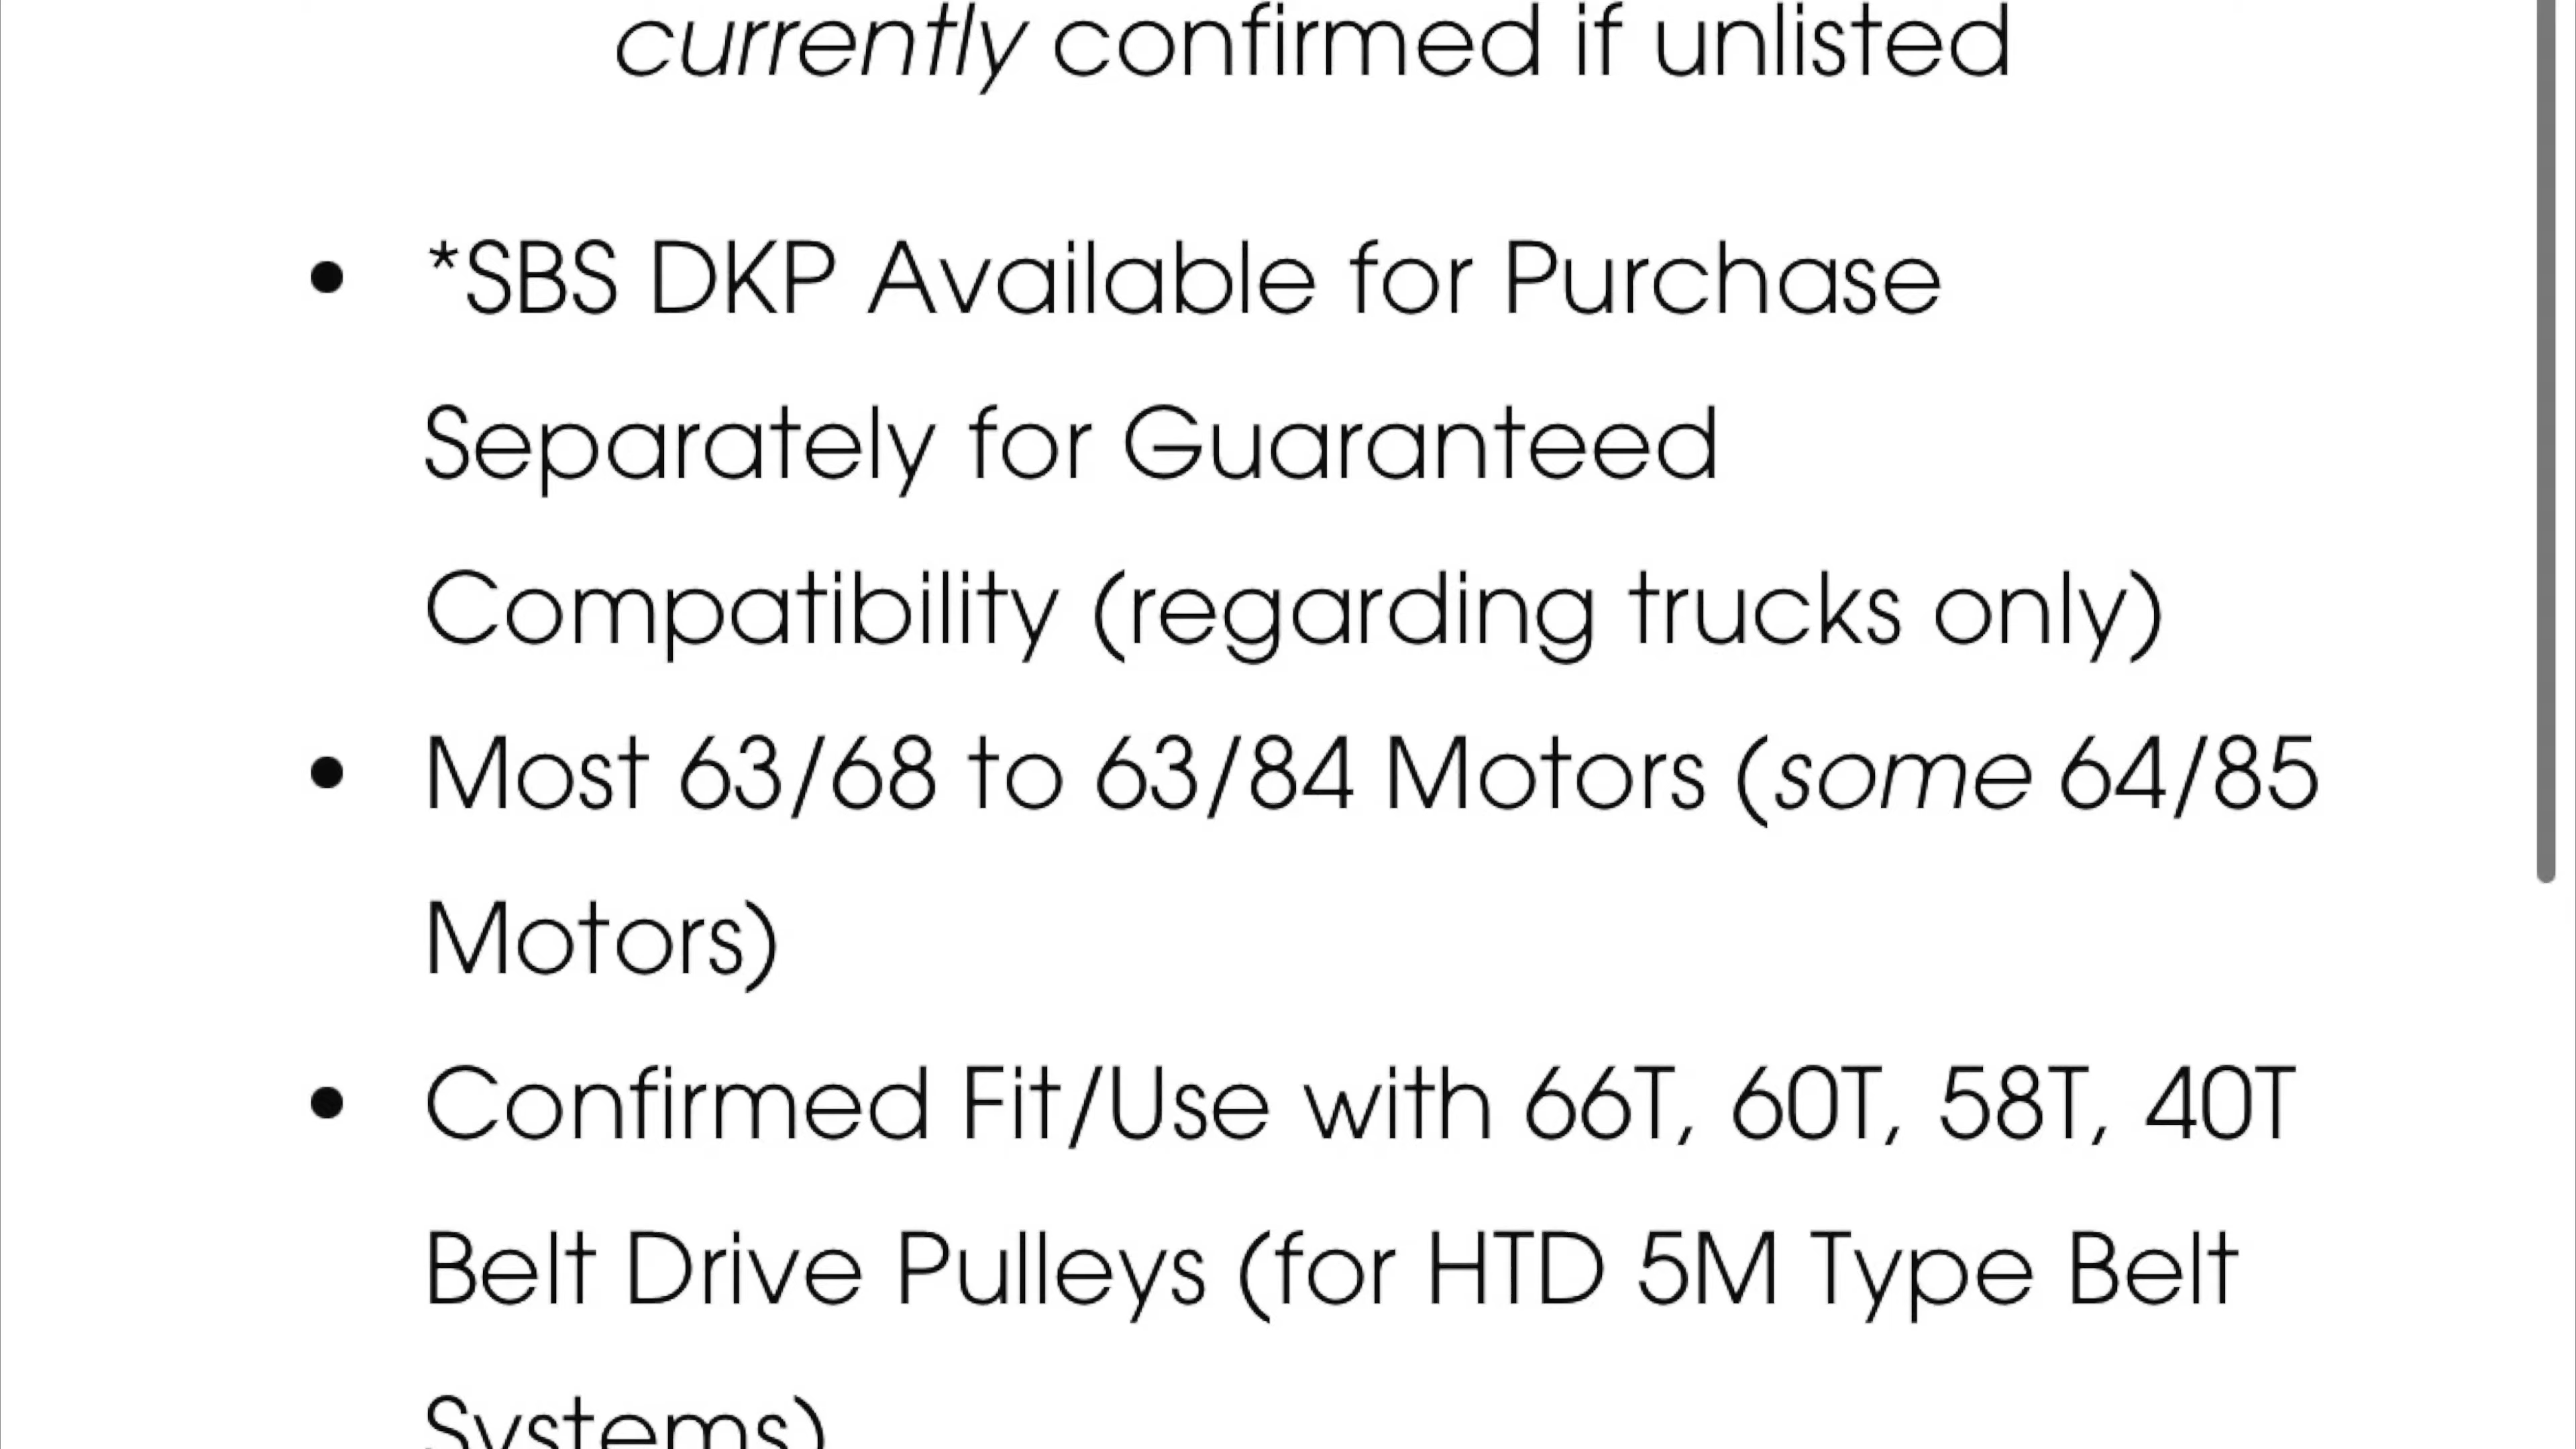 currently confirmed if unlisted
• *SBS DKP Available for Purchase
Separately for Guaranteed
Compatibility (regarding trucks only)
• Most 63/68 to 63/84 Motors (some 64/85
Motors)
• Confirmed Fit/Use with 66T, 60T, 58T, 40T
Belt Drive Pulleys (for HTD 5M Type Belt
Systems)